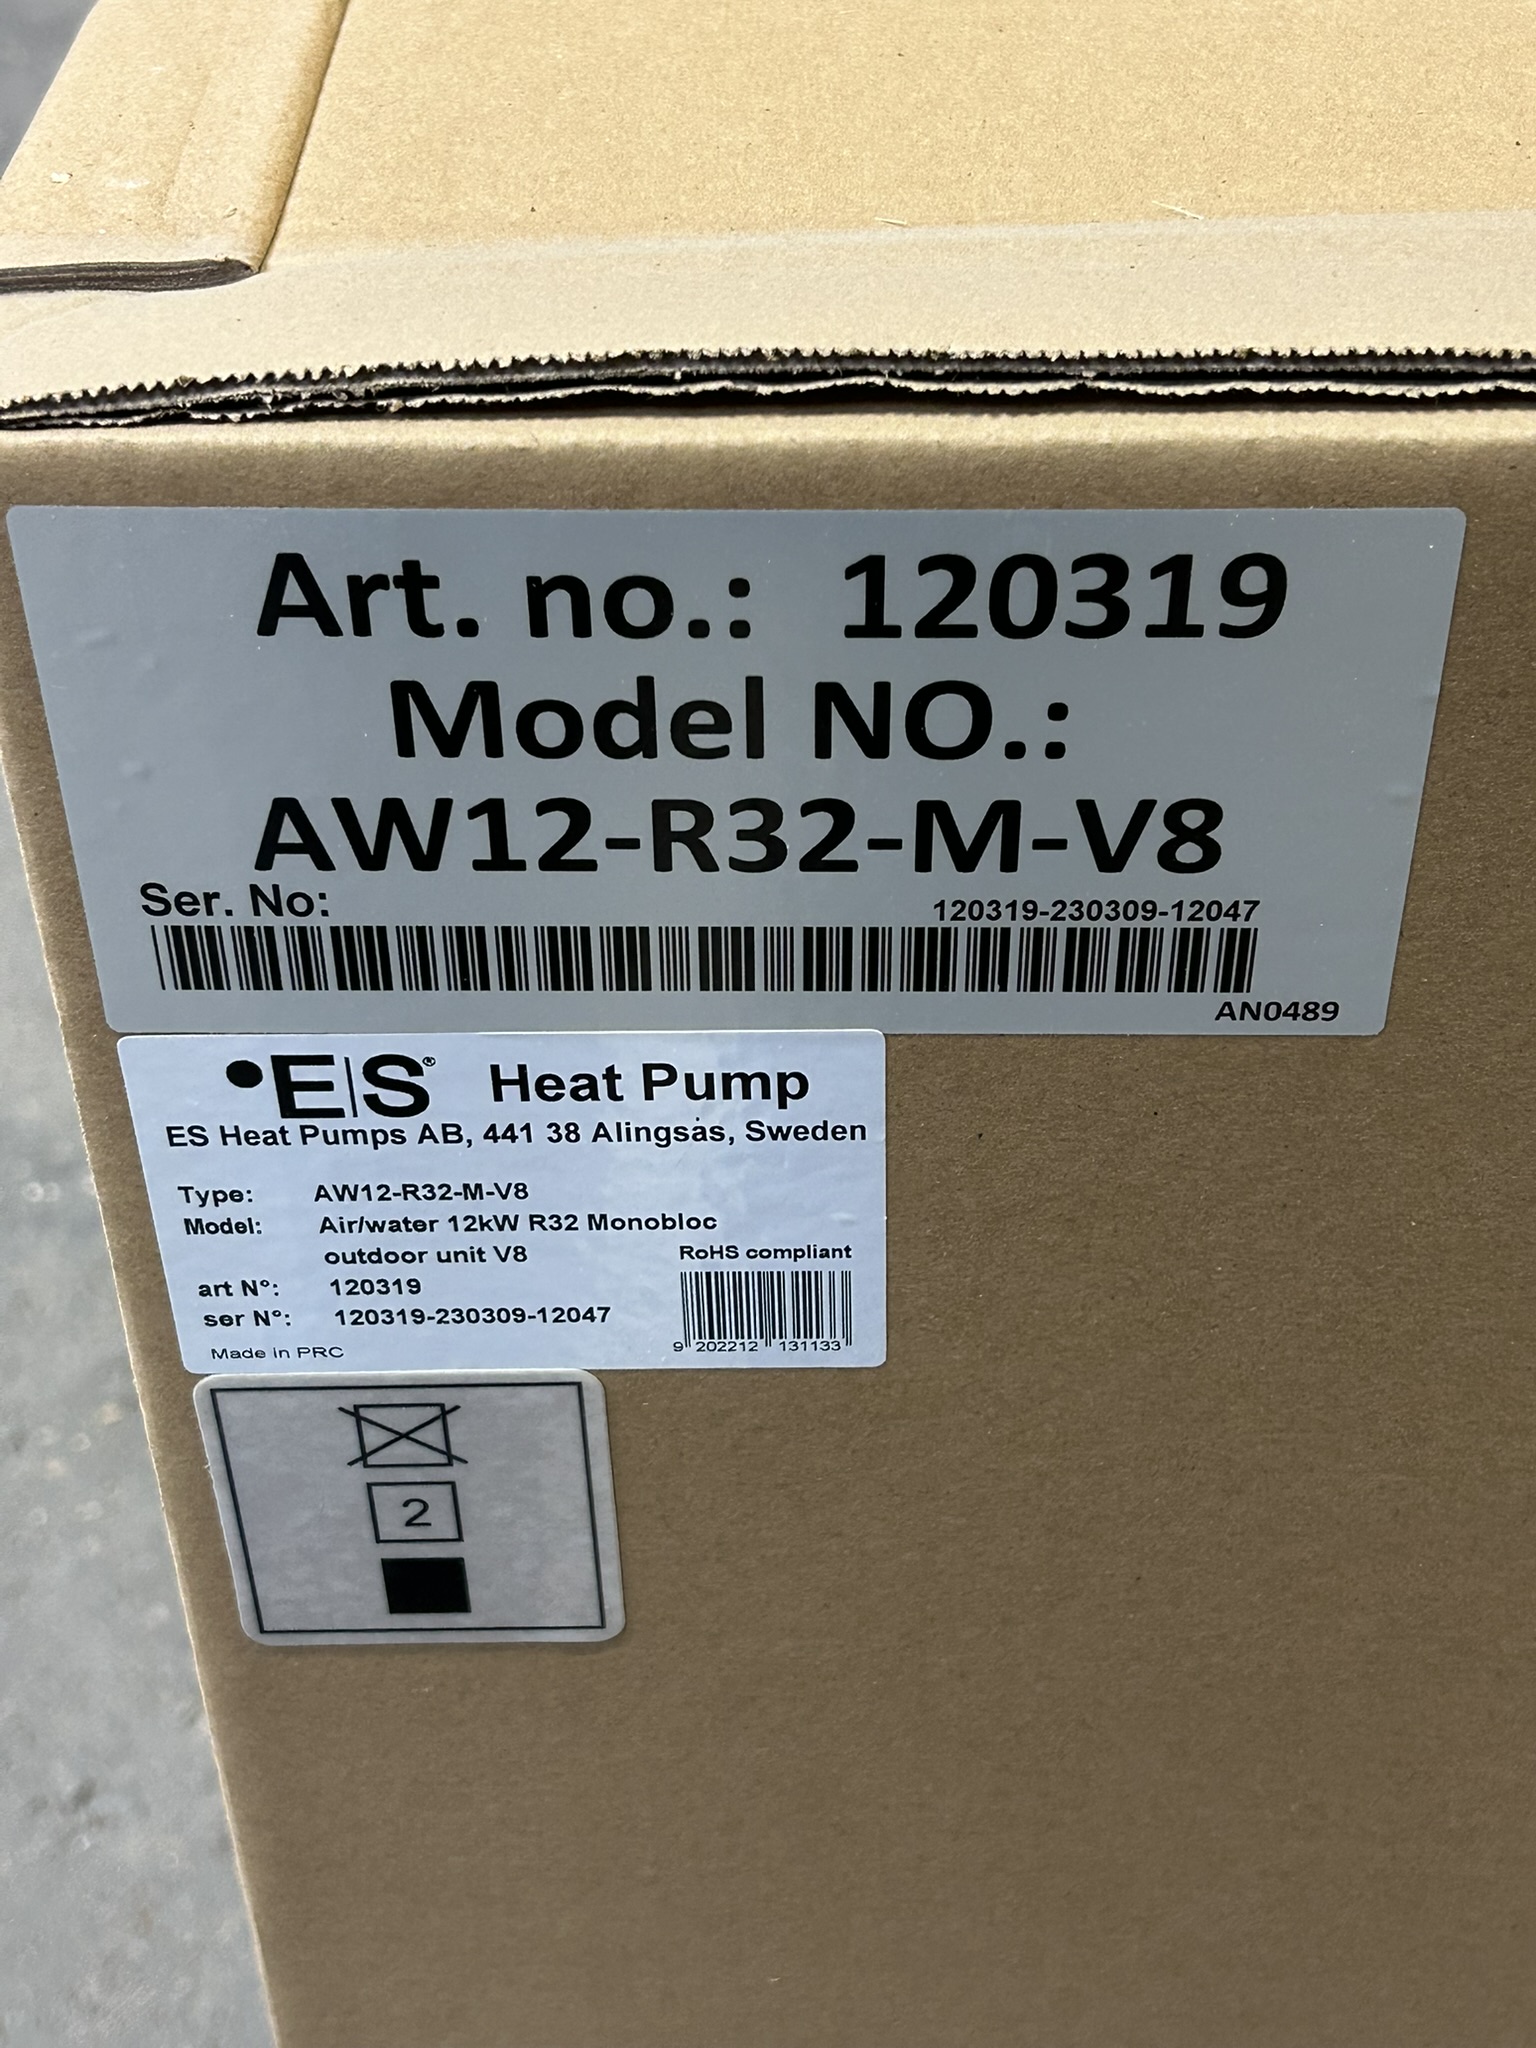 Art. no.: 120319
Model NO.:
AW12-R32-M-V8
Ser. No: 120319-230309-12047
AN0489
E|S® Heat Pump
ES Heat Pumps AB, 441 38 Alingsås, Sweden
Type: AW12-R32-M-V8
Model: Air/water 12kW R32 Monobloc
outdoor unit V8
RoHS compliant
art N°: 120319
ser N°: 120319-230309-12047
Made in PRC
9 202212 131133
2